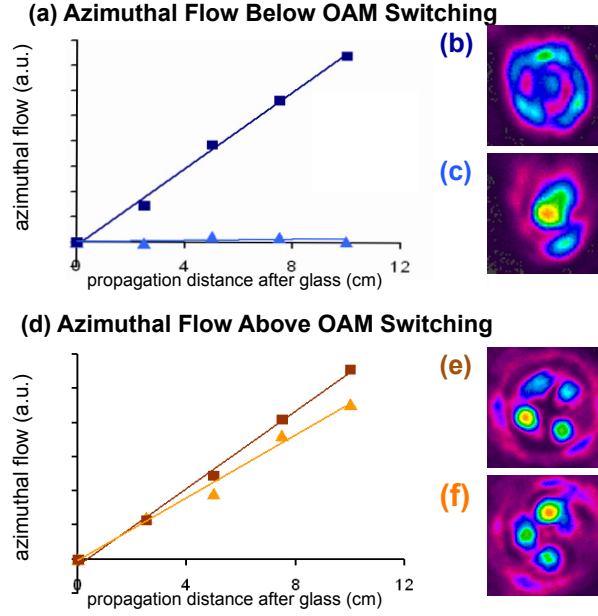 (a) Azimuthal Flow Below OAM Switching
azimuthal flow (a.u.)
0 4 8 12
propagation distance after glass (cm)
(b)
(c)
(d) Azimuthal Flow Above OAM Switching
azimuthal flow (a.u.)
0 4 8 12
propagation distance after glass (cm)
(e)
(f)